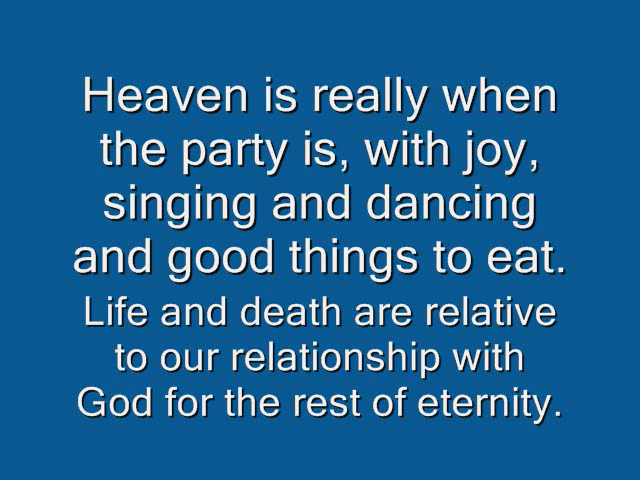 Heaven is really when
the party is, with joy,
singing and dancing
and good things to eat.
Life and death are relative
to our relationship with
God for the rest of eternity.